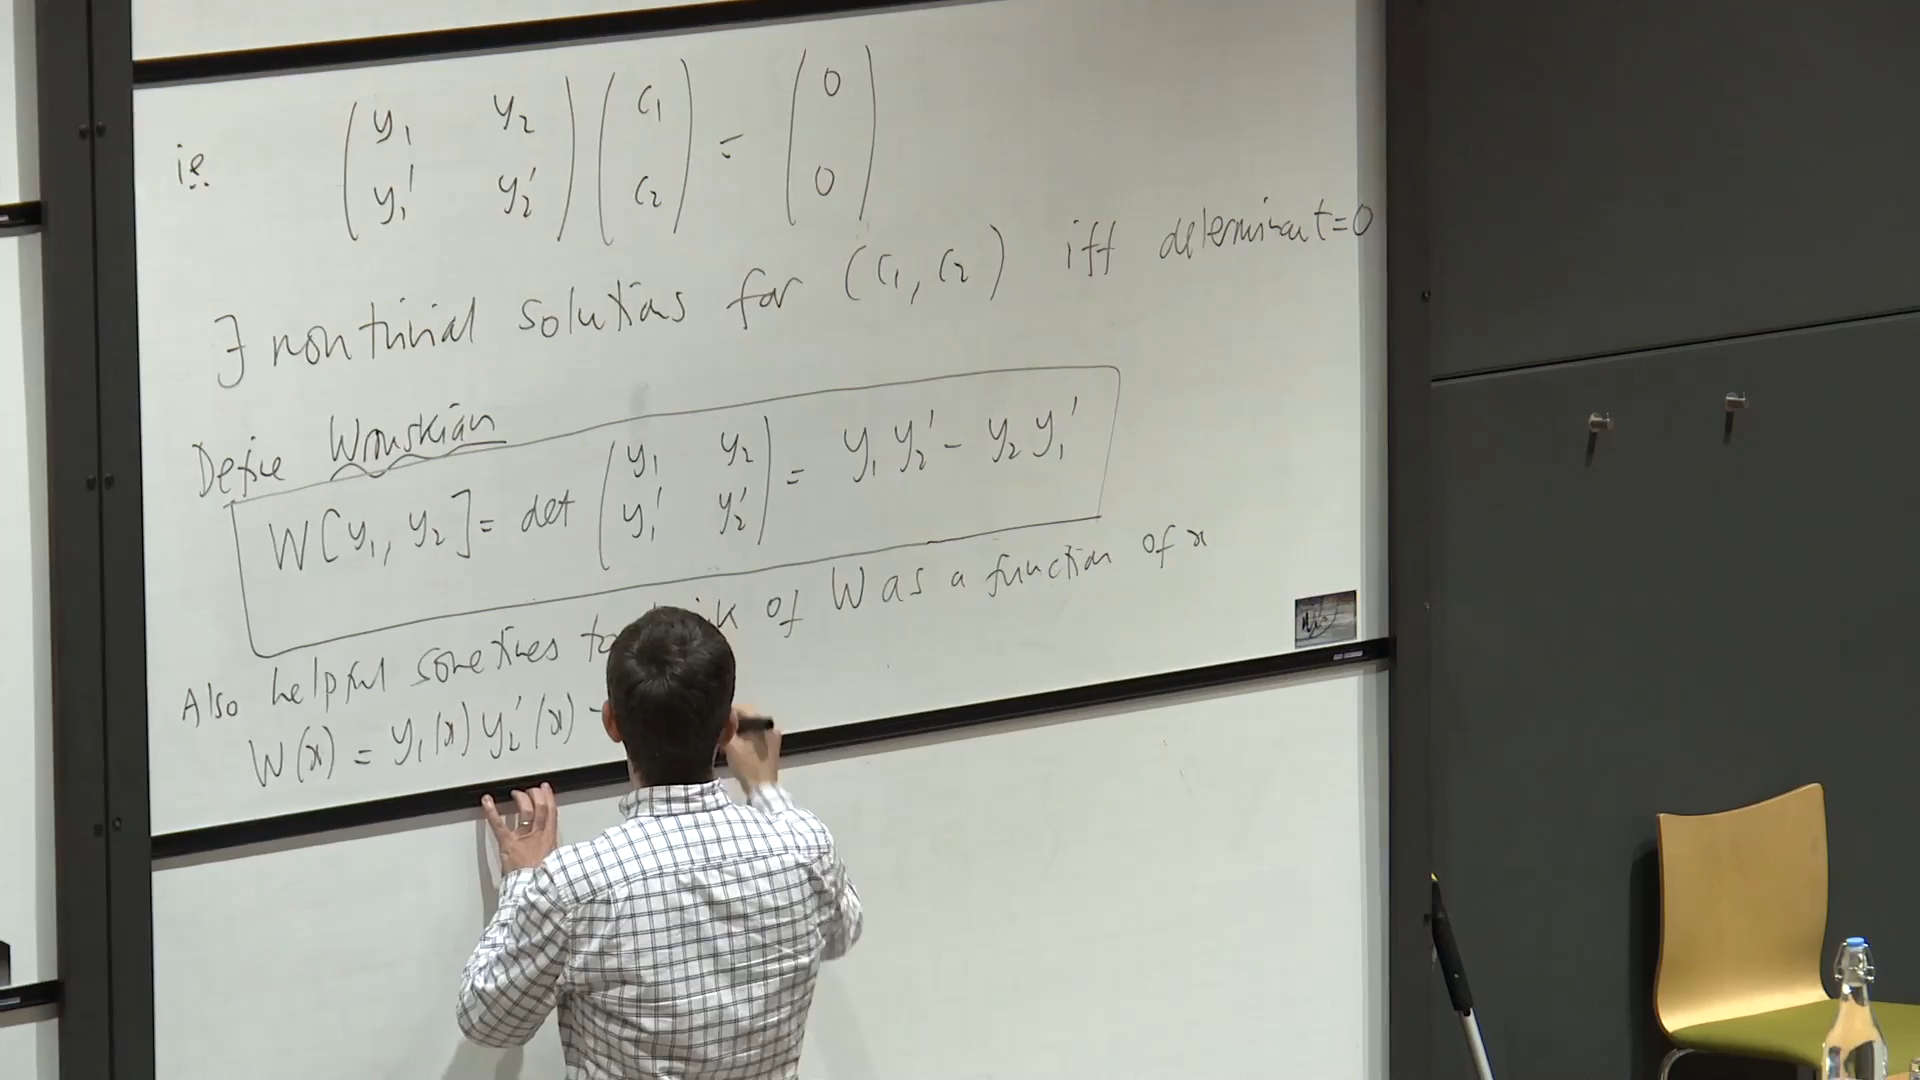 ie. ( y₁ y₂ ; y₁' y₂' ) ( c₁ ; c₂ ) = ( 0 ; 0 )
∃ nontrivial solutions for (c₁, c₂) iff determinant=0
Define Wronskian
W[y₁, y₂] = det ( y₁ y₂ ; y₁' y₂' ) = y₁ y₂' - y₂ y₁'
Also helpful sometimes to of W as a function of x
W(x) = y₁(x) y₂'(x) -